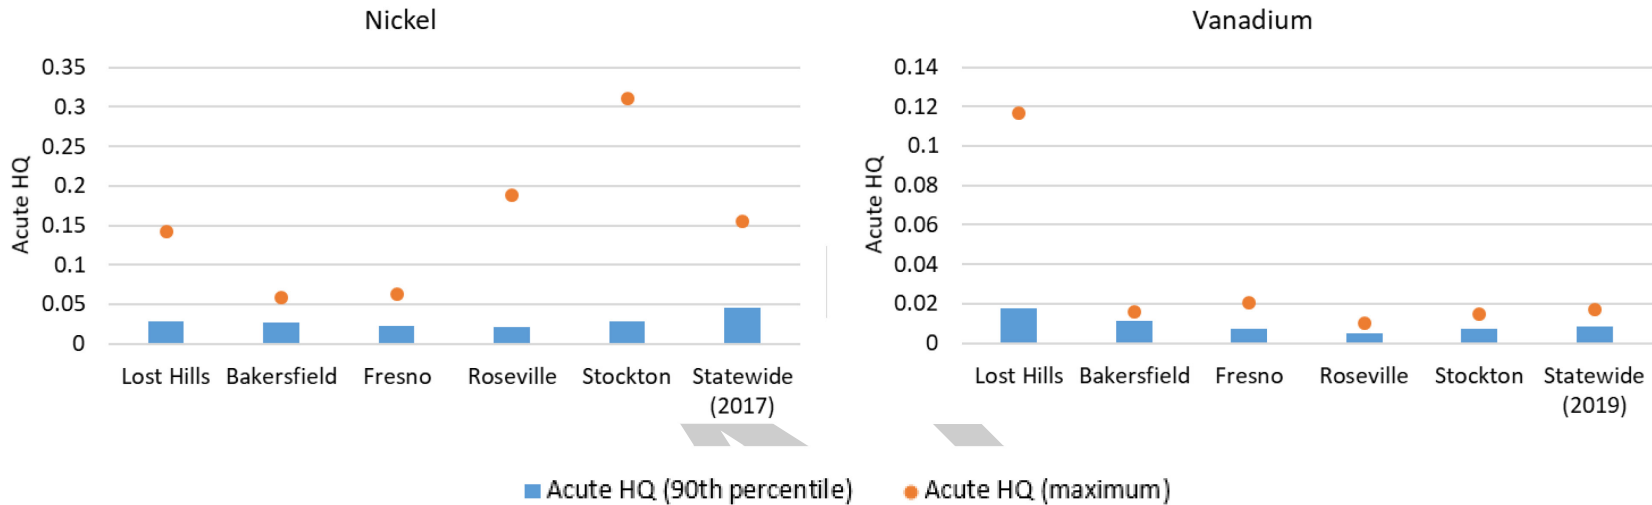 Nickel
Acute HQ
0.35
0.3
0.25
0.2
0.15
0.1
0.05
0
Lost Hills
Bakersfield
Fresno
Roseville
Stockton
Statewide
(2017)
Vanadium
Acute HQ
0.14
0.12
0.1
0.08
0.06
0.04
0.02
0
Lost Hills
Bakersfield
Fresno
Roseville
Stockton
Statewide
(2019)
Acute HQ (90th percentile)
Acute HQ (maximum)